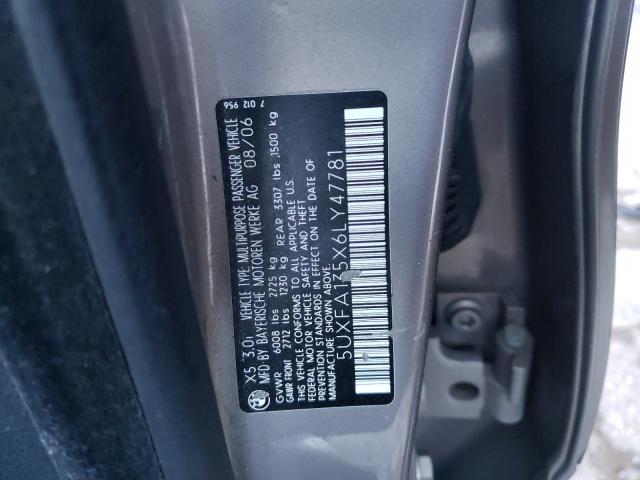 7 012 956
X5 3.0i VEHICLE TYPE MULTIPURPOSE PASSENGER VEHICLE
MFD BY BAYERISCHE MOTOREN WERKE AG 08/06
GVWR 6008 lbs 2725 kg
GAWR FRONT 2712 lbs 1230 kg REAR 3307 lbs 1500 kg
THIS VEHICLE CONFORMS TO ALL APPLICABLE U.S.
FEDERAL MOTOR VEHICLE SAFETY AND THEFT
PREVENTION STANDARDS IN EFFECT ON THE DATE OF
MANUFACTURE SHOWN ABOVE.
5UXFA135X6LY47781